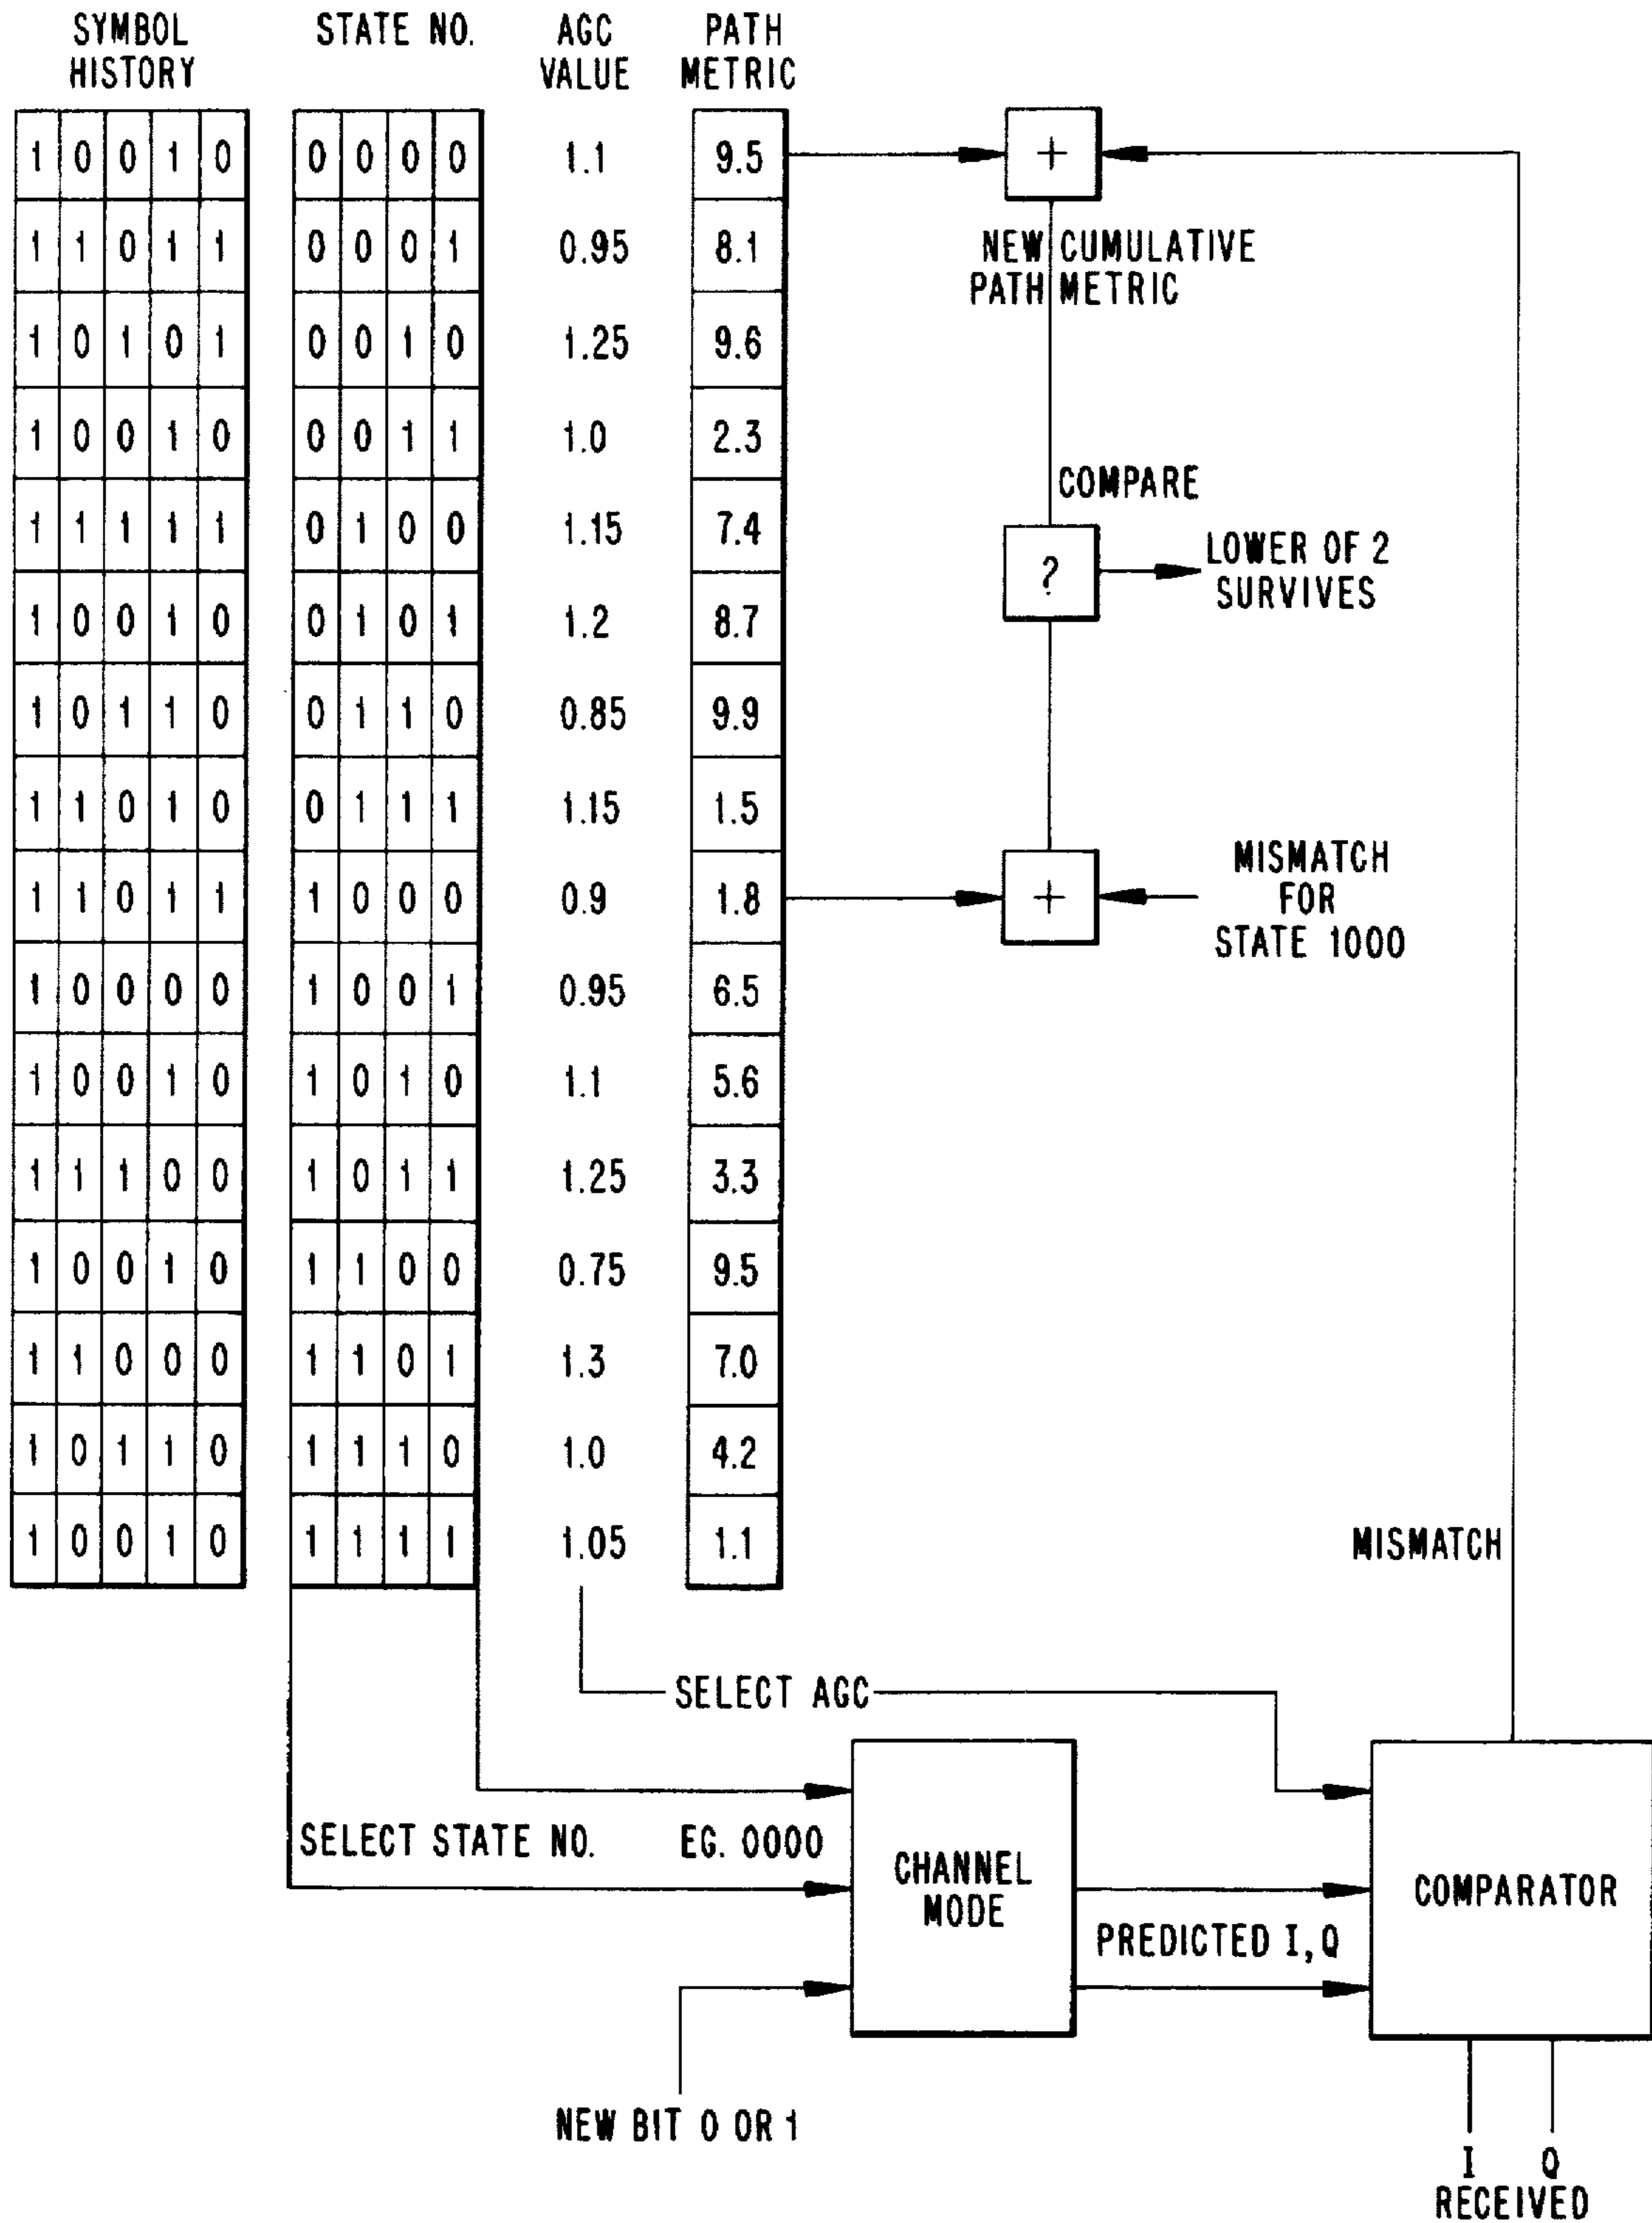 SYMBOL HISTORY STATE NO. AGC VALUE PATH METRIC
1 0 0 1 0 0 0 0 0 1.1 9.5 +
1 1 0 1 1 0 0 0 1 0.95 8.1
NEW CUMULATIVE
PATH METRIC
1 0 1 0 1 0 0 1 0 1.25 9.6
1 0 0 1 0 0 0 1 1 1.0 2.3
COMPARE
1 1 1 1 1 0 1 0 0 1.15 7.4
? LOWER OF 2
SURVIVES
1 0 0 1 0 0 1 0 1 1.2 8.7
1 0 1 1 0 0 1 1 0 0.85 9.9
1 1 0 1 0 0 1 1 1 1.15 1.5
1 1 0 1 1 1 0 0 0 0.9 1.8 +
MISMATCH
FOR
STATE 1000
1 0 0 0 0 1 0 0 1 0.95 6.5
1 0 0 1 0 1 0 1 0 1.1 5.6
1 1 1 0 0 1 0 1 1 1.25 3.3
1 0 0 1 0 1 1 0 0 0.75 9.5
1 1 0 0 0 1 1 0 1 1.3 7.0
1 0 1 1 0 1 1 1 0 1.0 4.2
1 0 0 1 0 1 1 1 1 1.05 1.1
MISMATCH
SELECT AGC
SELECT STATE NO. EG. 0000
CHANNEL
MODE
COMPARATOR
PREDICTED I,Q
NEW BIT 0 OR 1
I Q
RECEIVED